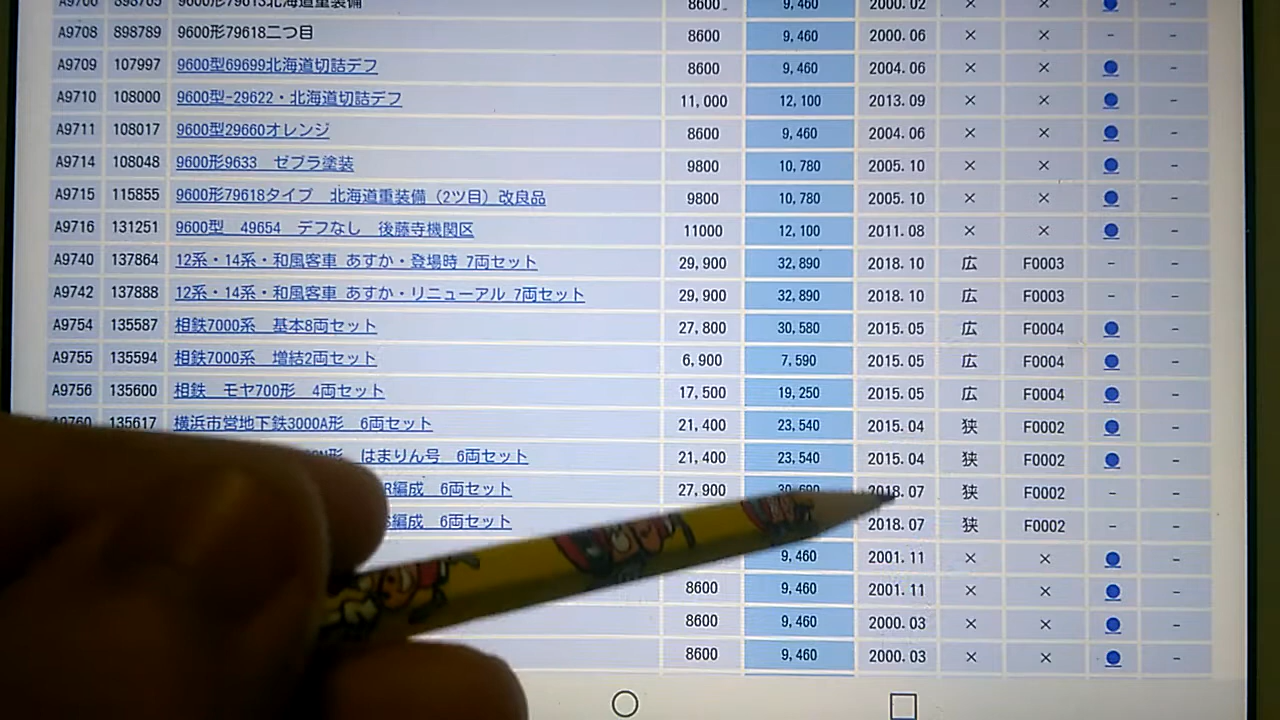 A9706 898765 9600形79613北海道重装備 8600 9,460 2000.02 × × ● -
A9708 898789 9600形79618二つ目 8600 9,460 2000.06 × × - -
A9709 107997 9600型69699北海道切詰デフ 8600 9,460 2004.06 × × ● -
A9710 108000 9600型-29622・北海道切詰デフ 11,000 12,100 2013.09 × × ● -
A9711 108017 9600型29660オレンジ 8600 9,460 2004.06 × × ● -
A9714 108048 9600形9633 ゼブラ塗装 9800 10,780 2005.10 × × ● -
A9715 115855 9600形79618タイプ 北海道重装備（2ツ目）改良品 9800 10,780 2005.10 × × ● -
A9716 131251 9600型 49654 デフなし 後藤寺機関区 11000 12,100 2011.08 × × ● -
A9740 137864 12系・14系・和風客車 あすか・登場時 7両セット 29,900 32,890 2018.10 広 F0003 - -
A9742 137888 12系・14系・和風客車 あすか・リニューアル 7両セット 29,900 32,890 2018.10 広 F0003 - -
A9754 135587 相鉄7000系 基本8両セット 27,800 30,580 2015.05 広 F0004 ● -
A9755 135594 相鉄7000系 増結2両セット 6,900 7,590 2015.05 広 F0004 ● -
A9756 135600 相鉄 モヤ700形 4両セット 17,500 19,250 2015.05 広 F0004 ● -
A9760 135617 横浜市営地下鉄3000A形 6両セット 21,400 23,540 2015.04 狭 F0002 ● -
形 はまりん号 6両セット 21,400 23,540 2015.04 狭 F0002 ● -
R編成 6両セット 27,900 30,690 2018.07 狭 F0002 - -
編成 6両セット 2018.07 狭 F0002 - -
9,460 2001.11 × × ● -
8600 9,460 2001.11 × × ● -
8600 9,460 2000.03 × × ● -
8600 9,460 2000.03 × × ● -